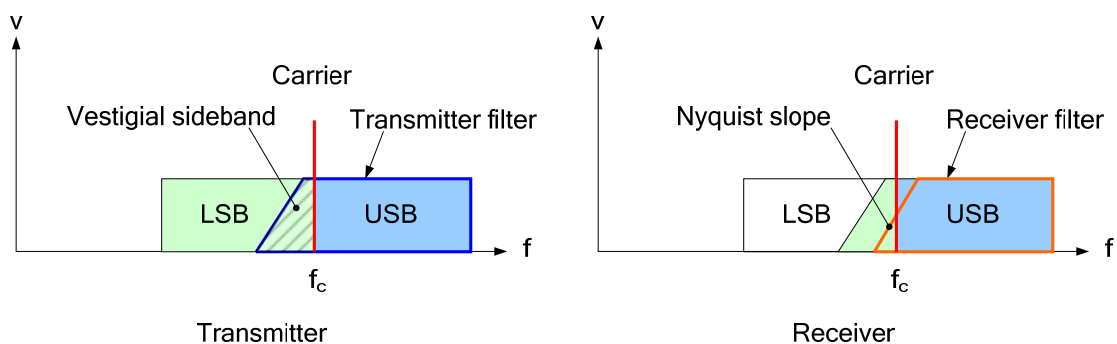 v
Carrier
Vestigial sideband
Transmitter filter
LSB
USB
f
fc
Transmitter
v
Carrier
Nyquist slope
Receiver filter
LSB
USB
f
fc
Receiver